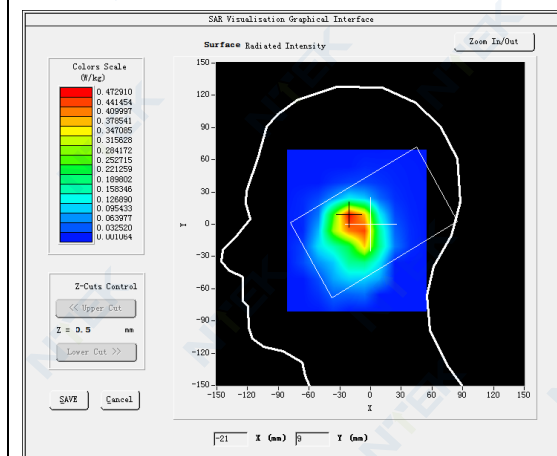 SAR Visualisation Graphical Interface
Surface Radiated Intensity
Zoom In/Out
Colors Scale
(W/kg)
0.472910
0.441454
0.409997
0.378541
0.347085
0.315628
0.284172
0.252715
0.221259
0.189802
0.158346
0.126890
0.095433
0.063977
0.032520
0.001064
Z-Cuts Control
<< Upper Cut
Z = 3.5 mm
Lower Cut >>
SAVE Cancel
150
120
90
60
30
0
-30
-60
-90
-120
-150
Y
-150 -120 -90 -60 -30 0 30 60 90 120 150
X
-21 X (mm) 9 Y (mm)
NTEK